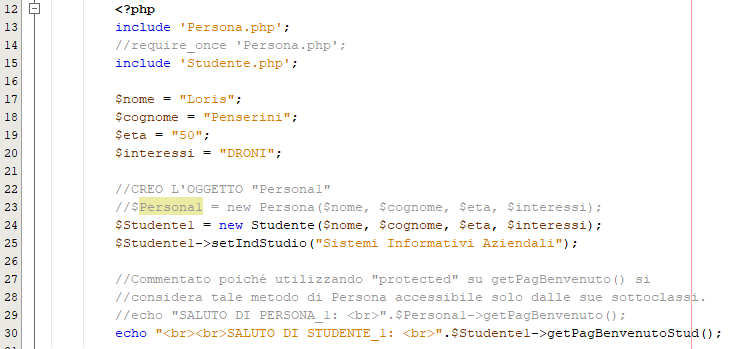 12 <?php
13 include 'Persona.php';
14 //require_once 'Persona.php';
15 include 'Studente.php';
16
17 $nome = "Loris";
18 $cognome = "Penserini";
19 $eta = "50";
20 $interessi = "DRONI";
21
22 //CREO L'OGGETTO "Persona1"
23 //$Persona1 = new Persona($nome, $cognome, $eta, $interessi);
24 $Studente1 = new Studente($nome, $cognome, $eta, $interessi);
25 $Studente1->setIndStudio("Sistemi Informativi Aziendali");
26
27 //Commentato poiché utilizzando "protected" su getPagBenvenuto() si
28 //considera tale metodo di Persona accessibile solo dalle sue sottoclassi.
29 //echo "SALUTO DI PERSONA_1: <br>".$Persona1->getPagBenvenuto();
30 echo "<br><br>SALUTO DI STUDENTE_1: <br>".$Studente1->getPagBenvenutoStud();